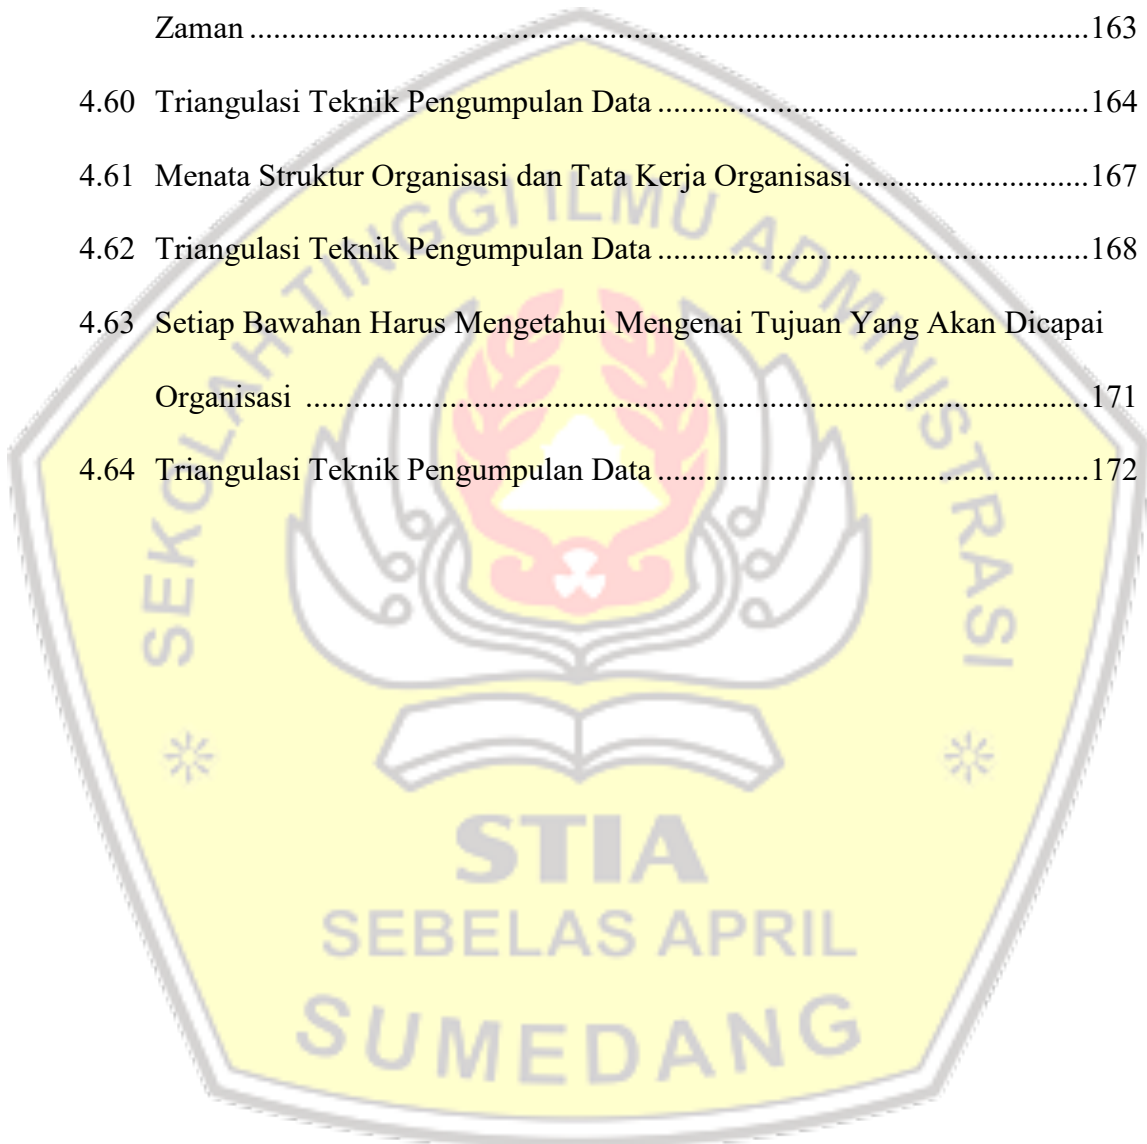 Zaman ................................................................................163
4.60 Triangulasi Teknik Pengumpulan Data ..........................................164
4.61 Menata Struktur Organisasi dan Tata Kerja Organisasi ......................167
4.62 Triangulasi Teknik Pengumpulan Data ..........................................168
4.63 Setiap Bawahan Harus Mengetahui Mengenai Tujuan Yang Akan Dicapai
Organisasi ...........................................................................171
4.64 Triangulasi Teknik Pengumpulan Data ..........................................172
SEKOLAH TINGGI ILMU ADMINISTRASI
STIA
SEBELAS APRIL
SUMEDANG